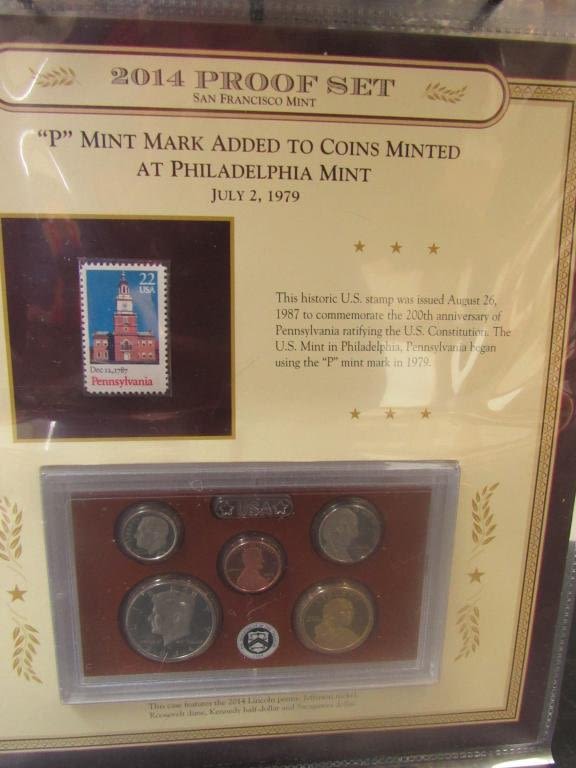 2014 PROOF SET
SAN FRANCISCO MINT
“P” MINT MARK ADDED TO COINS MINTED
AT PHILADELPHIA MINT
JULY 2, 1979
22
USA
Dec 12, 1787
Pennsylvania
This historic U.S. stamp was issued August 26,
1987 to commemorate the 200th anniversary of
Pennsylvania ratifying the U.S. Constitution. The
U.S. Mint in Philadelphia, Pennsylvania began
using the “P” mint mark in 1979.
USA
This case features the 2014 Lincoln penny, Jefferson nickel,
Roosevelt dime, Kennedy half-dollar and Sacagawea dollar.